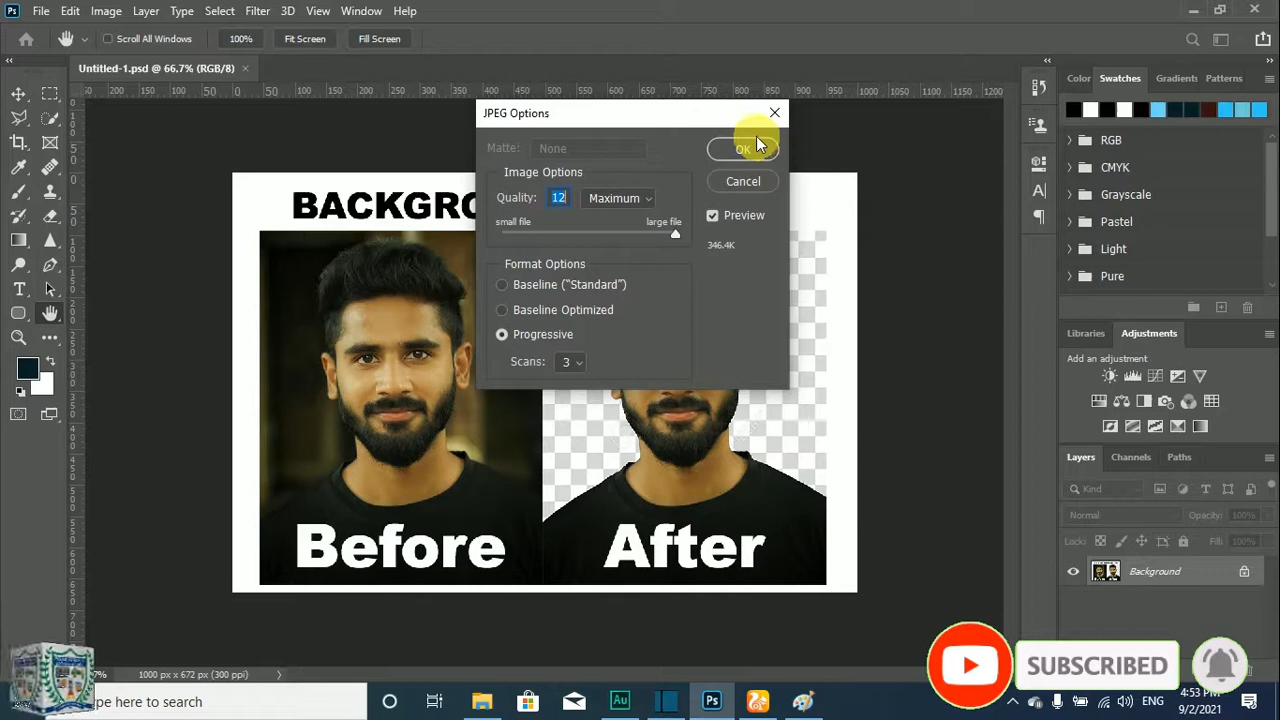 Ps File Edit Image Layer Type Select Filter 3D View Window Help
Scroll All Windows 100% Fit Screen Fill Screen
Untitled-1.psd @ 66.7% (RGB/8) ×
Color Swatches Gradients Patterns
RGB
CMYK
Grayscale
Pastel
Light
Pure
JPEG Options
Matte: None
OK
Cancel
Preview
346.4K
Image Options
Quality: 12 Maximum
small file large file
Format Options
Baseline (“Standard”)
Baseline Optimized
Progressive
Scans: 3
BACKGRO
Before
After
Libraries Adjustments
Add an adjustment
Layers Channels Paths
Kind
Normal Opacity: 100%
Lock: Fill: 100%
Background
1000 px x 672 px (300 ppi)
SUBSCRIBED
ype here to search
Au
Ps
4:53 PM
9/2/2021